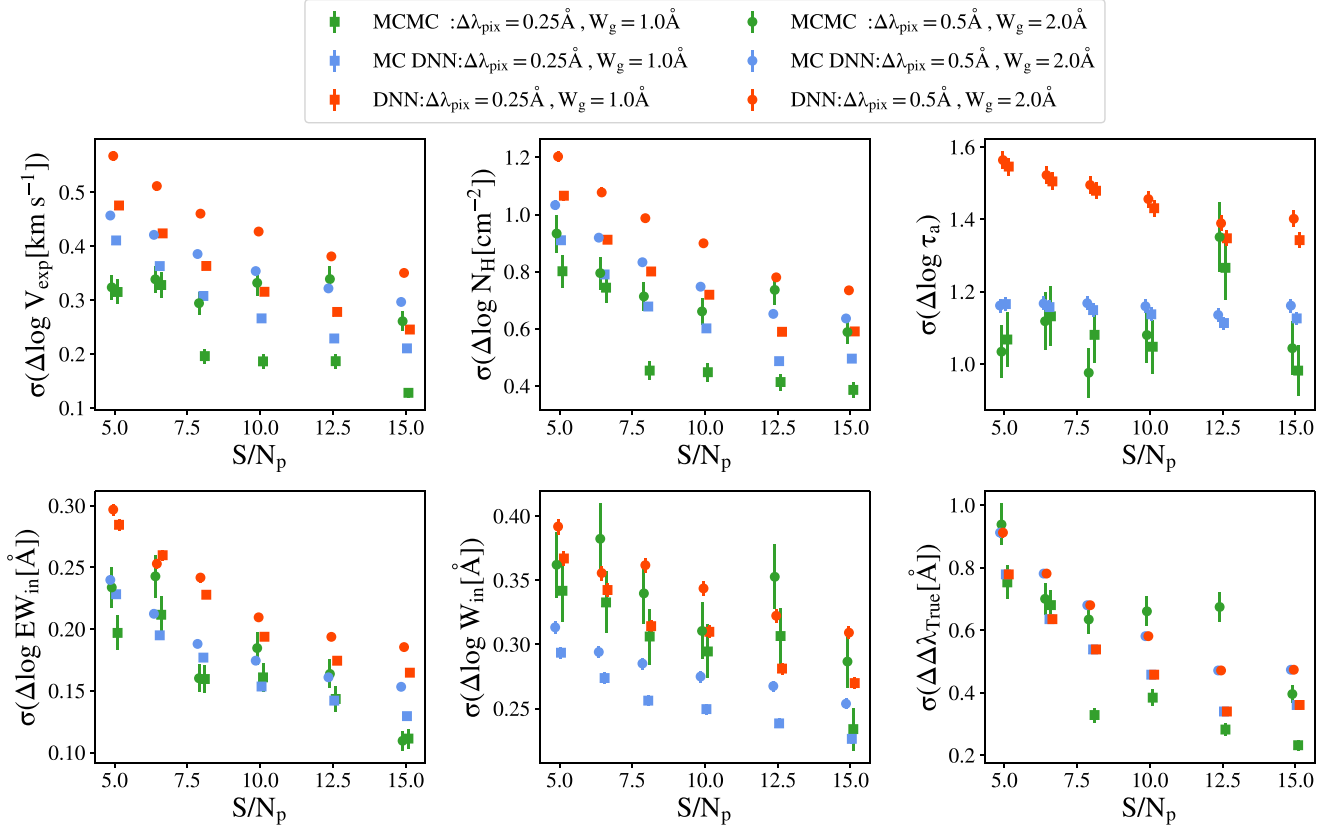 MCMC :Δλpix = 0.25Å , Wg = 1.0Å
MCMC :Δλpix = 0.5Å , Wg = 2.0Å
MC DNN:Δλpix = 0.25Å , Wg = 1.0Å
MC DNN:Δλpix = 0.5Å , Wg = 2.0Å
DNN:Δλpix = 0.25Å , Wg = 1.0Å
DNN:Δλpix = 0.5Å , Wg = 2.0Å
σ(Δlog Vexp[km s⁻¹])
0.5
0.4
0.3
0.2
0.1
5.0 7.5 10.0 12.5 15.0
S/Np
σ(Δlog NH[cm⁻²])
1.2
1.0
0.8
0.6
0.4
5.0 7.5 10.0 12.5 15.0
S/Np
σ(Δlog τa)
1.6
1.4
1.2
1.0
5.0 7.5 10.0 12.5 15.0
S/Np
σ(Δlog EWin[Å])
0.30
0.25
0.20
0.15
0.10
5.0 7.5 10.0 12.5 15.0
S/Np
σ(Δlog Win[Å])
0.40
0.35
0.30
0.25
5.0 7.5 10.0 12.5 15.0
S/Np
σ(ΔΔλTrue[Å])
1.0
0.8
0.6
0.4
0.2
5.0 7.5 10.0 12.5 15.0
S/Np